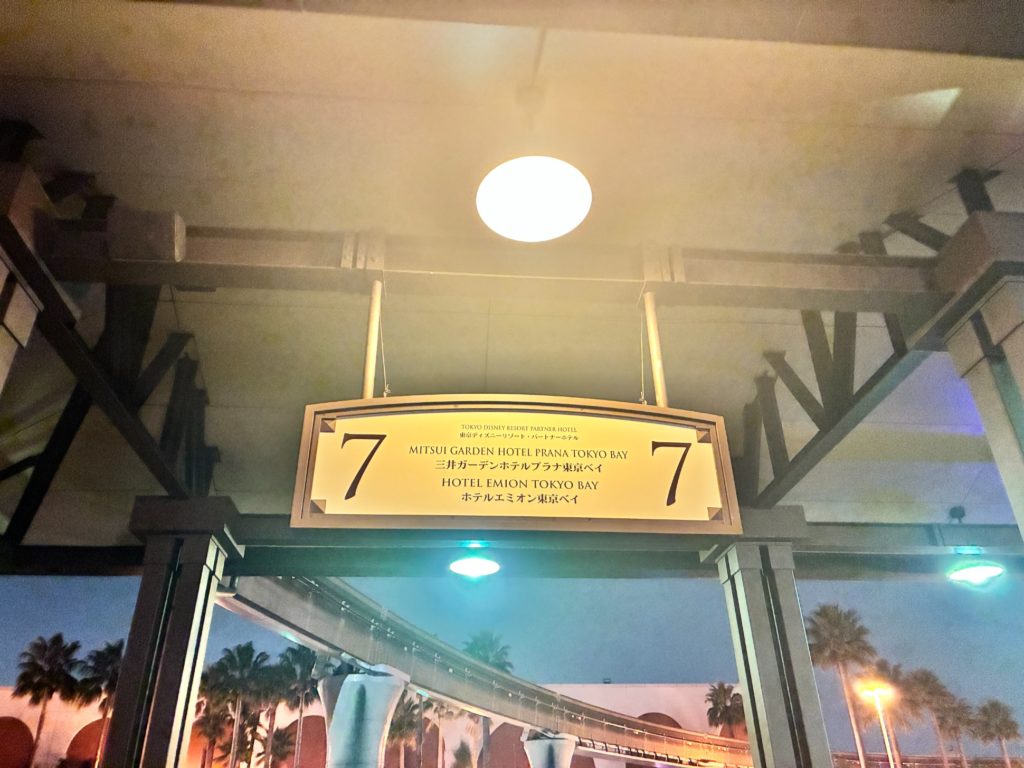 7
TOKYO DISNEY RESORT PARTNER HOTEL
東京ディズニーリゾート・パートナーホテル
MITSUI GARDEN HOTEL PRANA TOKYO BAY
三井ガーデンホテルプラナ東京ベイ
HOTEL EMION TOKYO BAY
ホテルエミオン東京ベイ
7